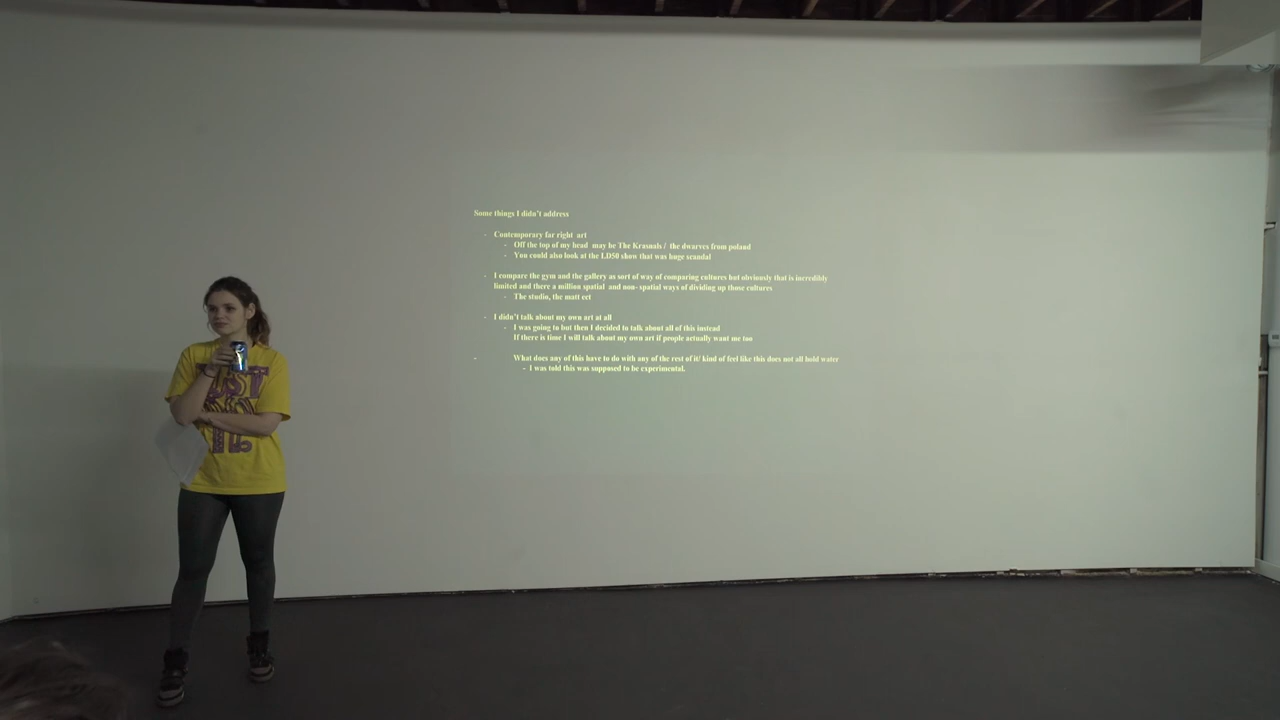 Some things I didn't address
- Contemporary far right art
- Off the top of my head may be The Krasnals / the dwarves from poland
- You could also look at the LD50 show that was huge scandal
- I compare the gym and the gallery as sort of way of comparing cultures but obviously that is incredibly
limited and there a million spatial and non- spatial ways of dividing up those cultures
- The studio, the matt ect
- I didn't talk about my own art at all
- I was going to but then I decided to talk about all of this instead
If there is time I will talk about my own art if people actually want me too
- What does any of this have to do with any of the rest of it/ kind of feel like this does not all hold water
- I was told this was supposed to be experimental.